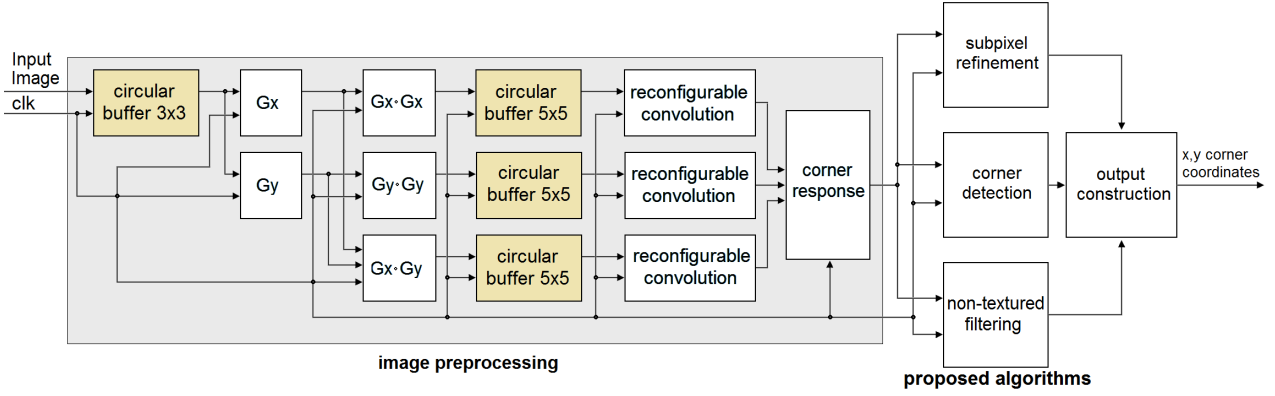 Input
Image
clk
circular
buffer 3x3
Gx
Gy
Gx∘Gx
Gy∘Gy
Gx∘Gy
circular
buffer 5x5
circular
buffer 5x5
circular
buffer 5x5
reconfigurable
convolution
reconfigurable
convolution
reconfigurable
convolution
corner
response
image preprocessing
subpixel
refinement
corner
detection
non-textured
filtering
proposed algorithms
output
construction
x,y corner
coordinates